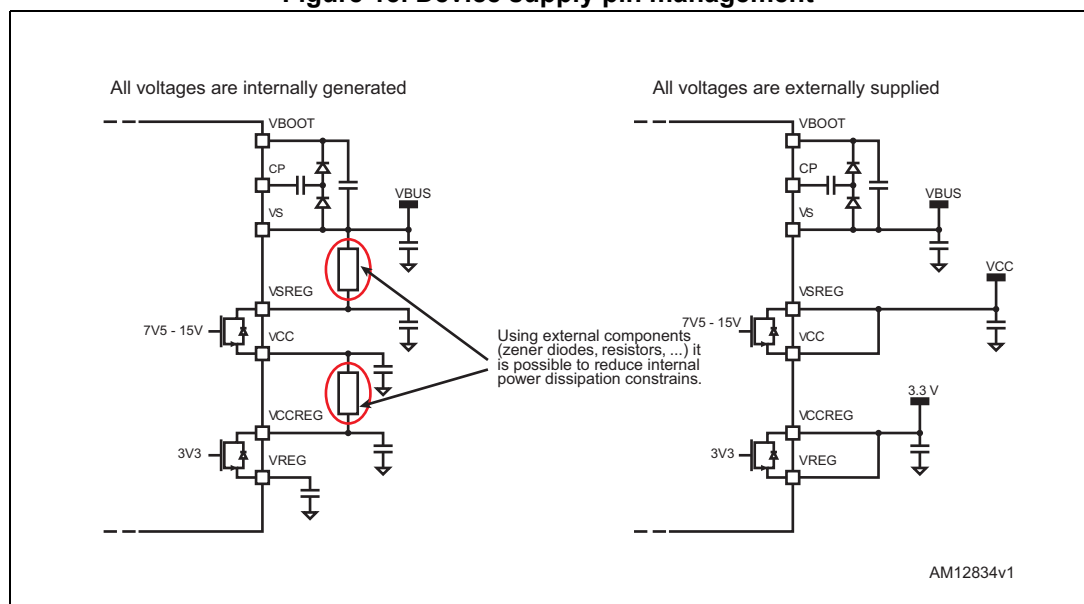 Figure 16. Device supply pin management
All voltages are internally generated
VBOOT
CP
VS
VBUS
VSREG
7V5 - 15V
VCC
VCCREG
3V3
VREG
Using external components
(zener diodes, resistors, ...) it
is possible to reduce internal
power dissipation constrains.
All voltages are externally supplied
VBOOT
CP
VS
VBUS
VCC
VSREG
7V5 - 15V
VCC
3.3 V
VCCREG
3V3
VREG
AM12834v1